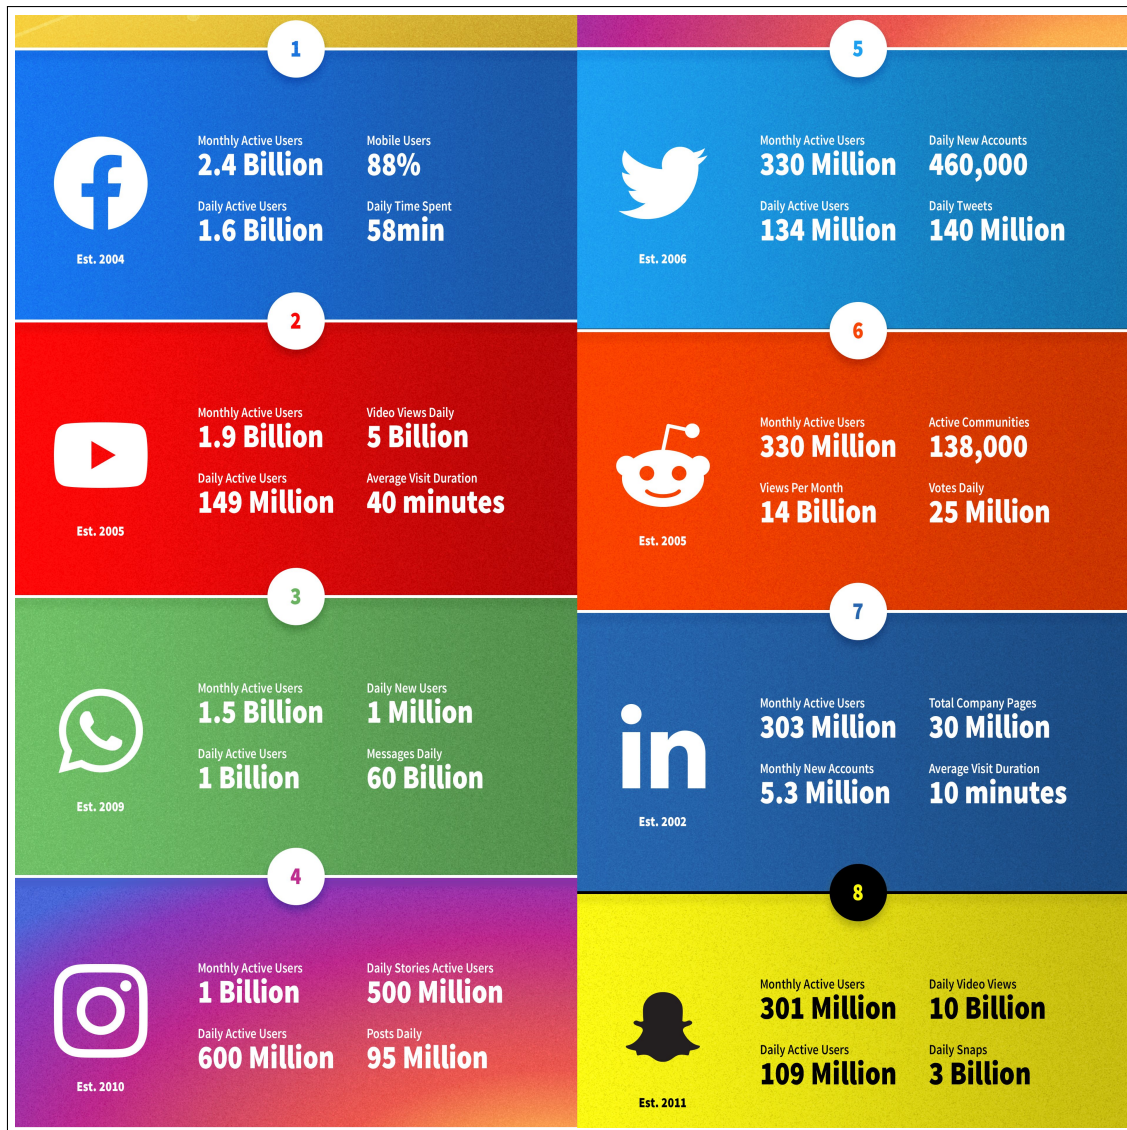 1
Monthly Active Users Mobile Users
2.4 Billion 88%
Daily Active Users Daily Time Spent
1.6 Billion 58min
Est. 2004
2
Monthly Active Users Video Views Daily
1.9 Billion 5 Billion
Daily Active Users Average Visit Duration
149 Million 40 minutes
Est. 2005
3
Monthly Active Users Daily New Users
1.5 Billion 1 Million
Daily Active Users Messages Daily
1 Billion 60 Billion
Est. 2009
4
Monthly Active Users Daily Stories Active Users
1 Billion 500 Million
Daily Active Users Posts Daily
600 Million 95 Million
Est. 2010
5
Monthly Active Users Daily New Accounts
330 Million 460,000
Daily Active Users Daily Tweets
134 Million 140 Million
Est. 2006
6
Monthly Active Users Active Communities
330 Million 138,000
Views Per Month Votes Daily
14 Billion 25 Million
Est. 2005
7
in
Monthly Active Users Total Company Pages
303 Million 30 Million
Monthly New Accounts Average Visit Duration
5.3 Million 10 minutes
Est. 2002
8
Monthly Active Users Daily Video Views
301 Million 10 Billion
Daily Active Users Daily Snaps
109 Million 3 Billion
Est. 2011